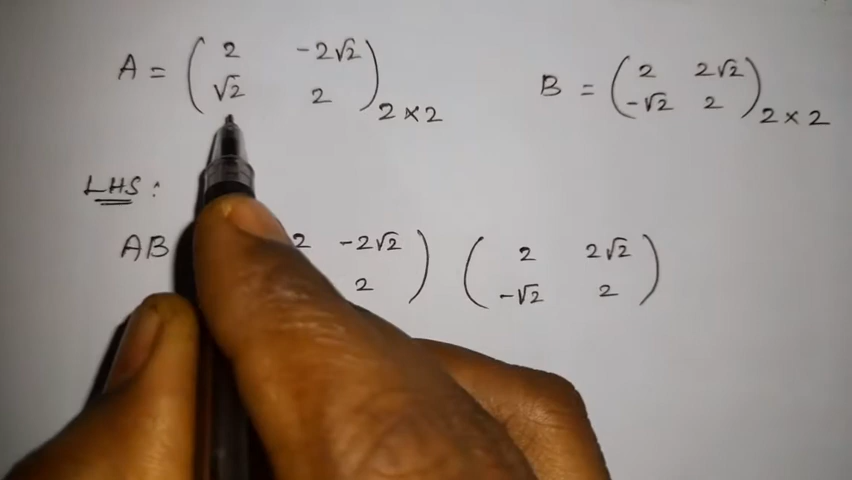 A = ( 2 -2√2
√2 2 ) 2×2
B = ( 2 2√2
-√2 2 ) 2×2
LHS :
AB 2 -2√2 ) ( 2 2√2
2 ) ( -√2 2 )